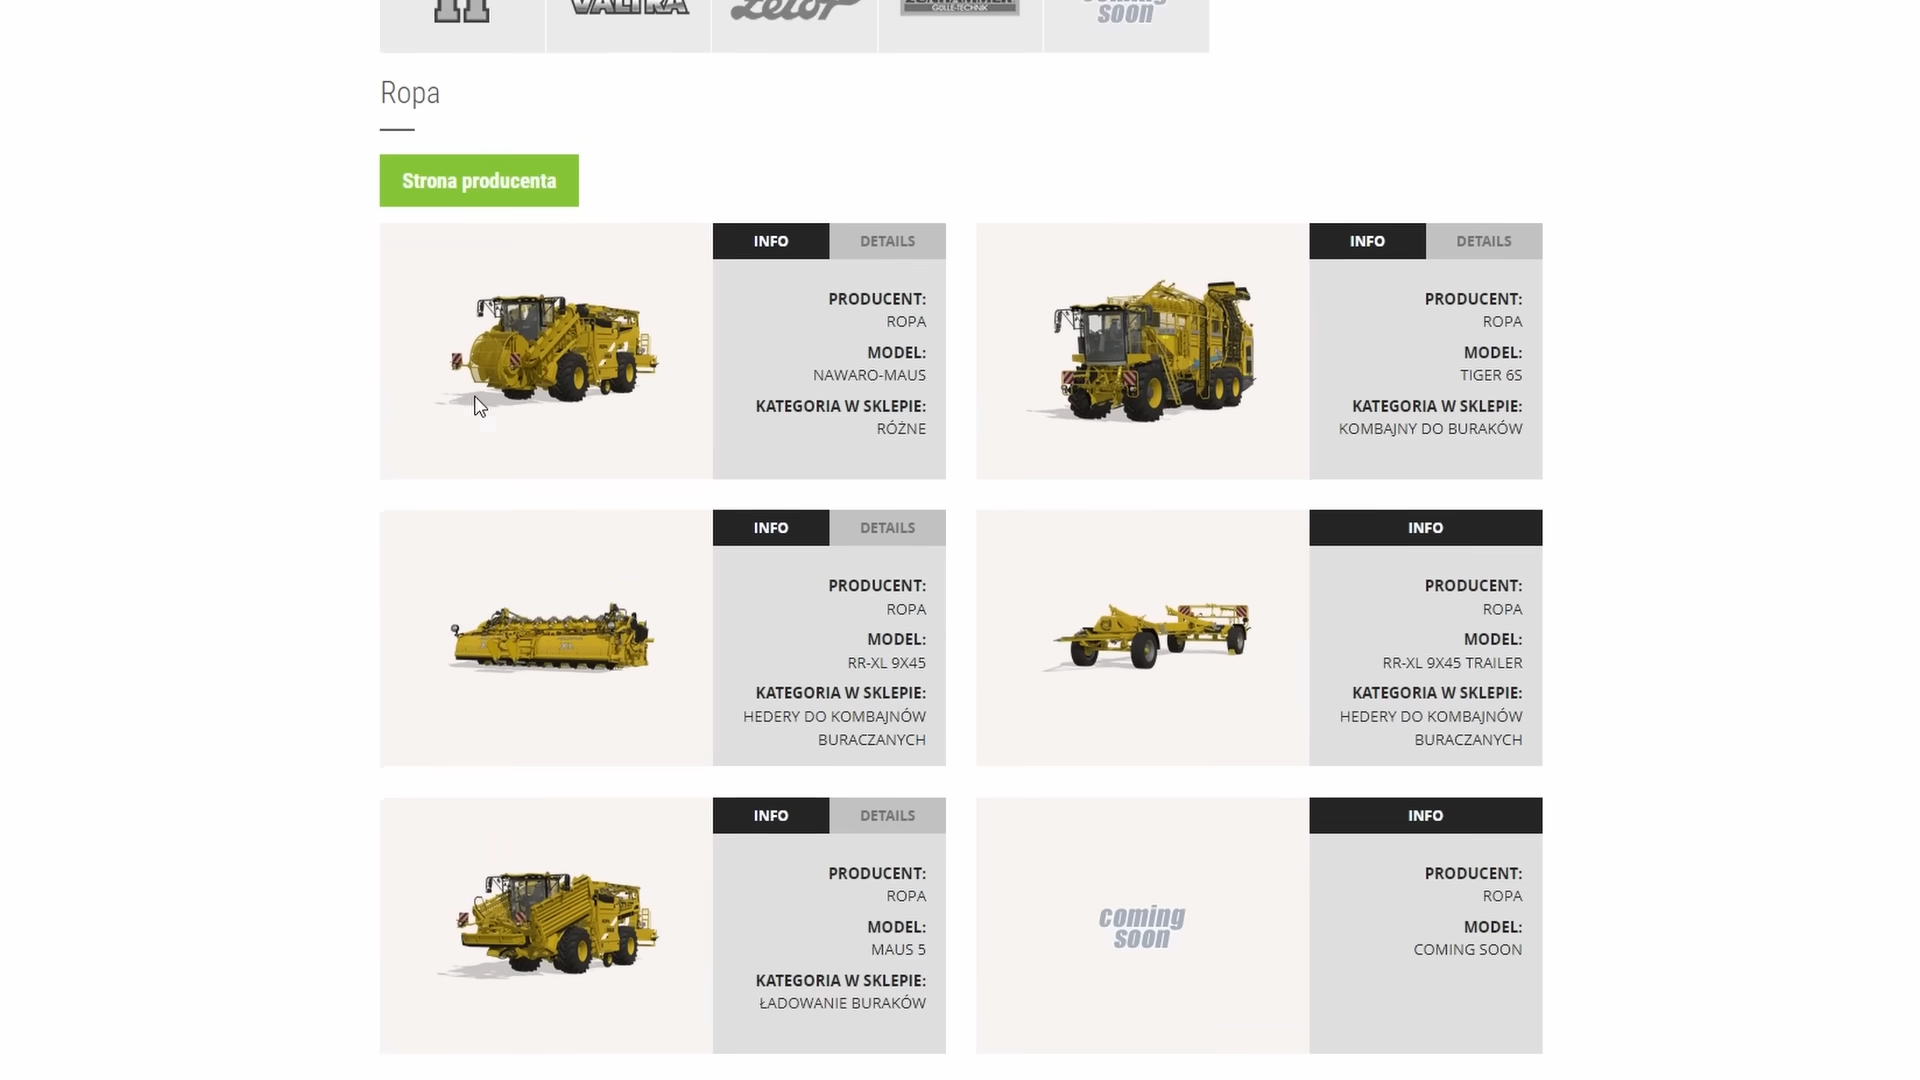 VALTRA
Zetor
ZUNHAMMER
GÜLLE-TECHNIK
coming
soon
Ropa
Strona producenta
INFO
DETAILS
PRODUCENT:
ROPA
MODEL:
NAWARO-MAUS
KATEGORIA W SKLEPIE:
RÓŻNE
INFO
DETAILS
PRODUCENT:
ROPA
MODEL:
TIGER 6S
KATEGORIA W SKLEPIE:
KOMBAJNY DO BURAKÓW
INFO
DETAILS
PRODUCENT:
ROPA
MODEL:
RR-XL 9X45
KATEGORIA W SKLEPIE:
HEDERY DO KOMBAJNÓW
BURACZANYCH
INFO
PRODUCENT:
ROPA
MODEL:
RR-XL 9X45 TRAILER
KATEGORIA W SKLEPIE:
HEDERY DO KOMBAJNÓW
BURACZANYCH
INFO
DETAILS
PRODUCENT:
ROPA
MODEL:
MAUS 5
KATEGORIA W SKLEPIE:
ŁADOWANIE BURAKÓW
coming
soon
INFO
PRODUCENT:
ROPA
MODEL:
COMING SOON